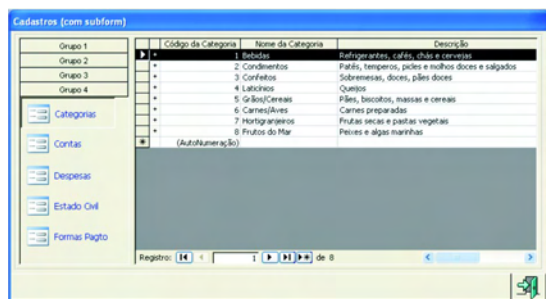 Cadastros (com subform)
Grupo 1
Grupo 2
Grupo 3
Grupo 4
Categorias
Contas
Despesas
Estado Civil
Formas Pagto
Código da Categoria Nome da Categoria Descrição
1 Bebidas Refrigerantes, cafés, chás e cervejas
2 Condimentos Patês, temperos, picles e molhos doces e salgados
3 Confeitos Sobremesas, doces, pães doces
4 Laticínios Queijos
5 Grãos/Cereais Pães, biscoitos, massas e cereais
6 Carnes/Aves Carnes preparadas
7 Hortigranjeiros Frutas secas e pastas vegetais
8 Frutos do Mar Peixes e algas marinhas
(AutoNumeração)
Registro: 1 de 8